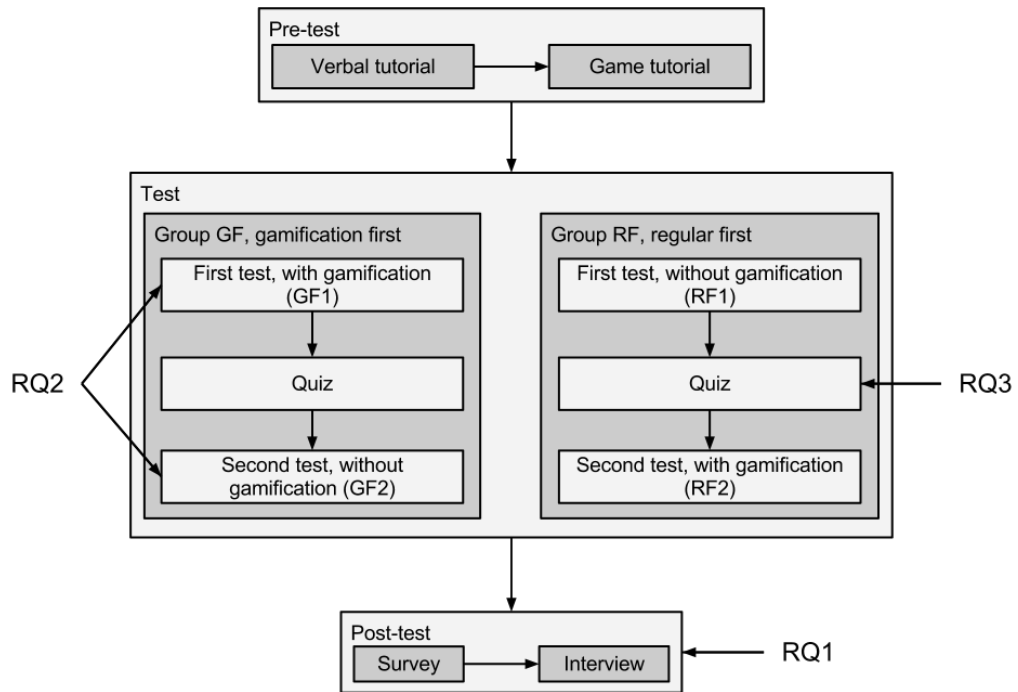 Pre-test
Verbal tutorial
Game tutorial
Test
Group GF, gamification first
First test, with gamification
(GF1)
Quiz
Second test, without
gamification (GF2)
Group RF, regular first
First test, without gamification
(RF1)
Quiz
Second test, with gamification
(RF2)
RQ2
RQ3
Post-test
Survey
Interview
RQ1